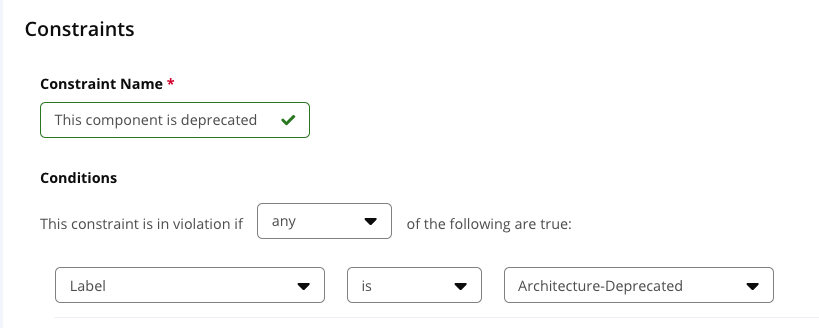 Constraints
Constraint Name *
This component is deprecated
Conditions
This constraint is in violation if any of the following are true:
Label is Architecture-Deprecated